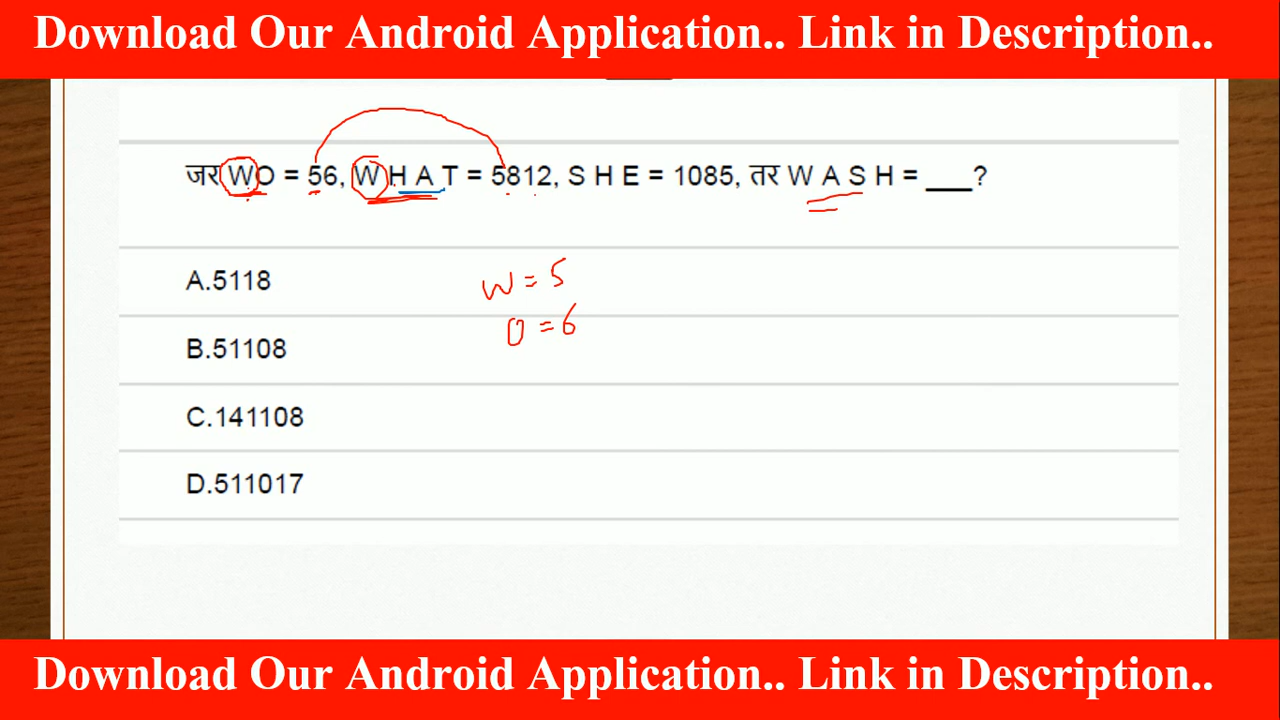 Download Our Android Application.. Link in Description..
जर WO = 56, W H A T = 5812, S H E = 1085, तर W A S H = ___?
A.5118
W = 5
B.51108
O = 6
C.141108
D.511017
Download Our Android Application.. Link in Description..